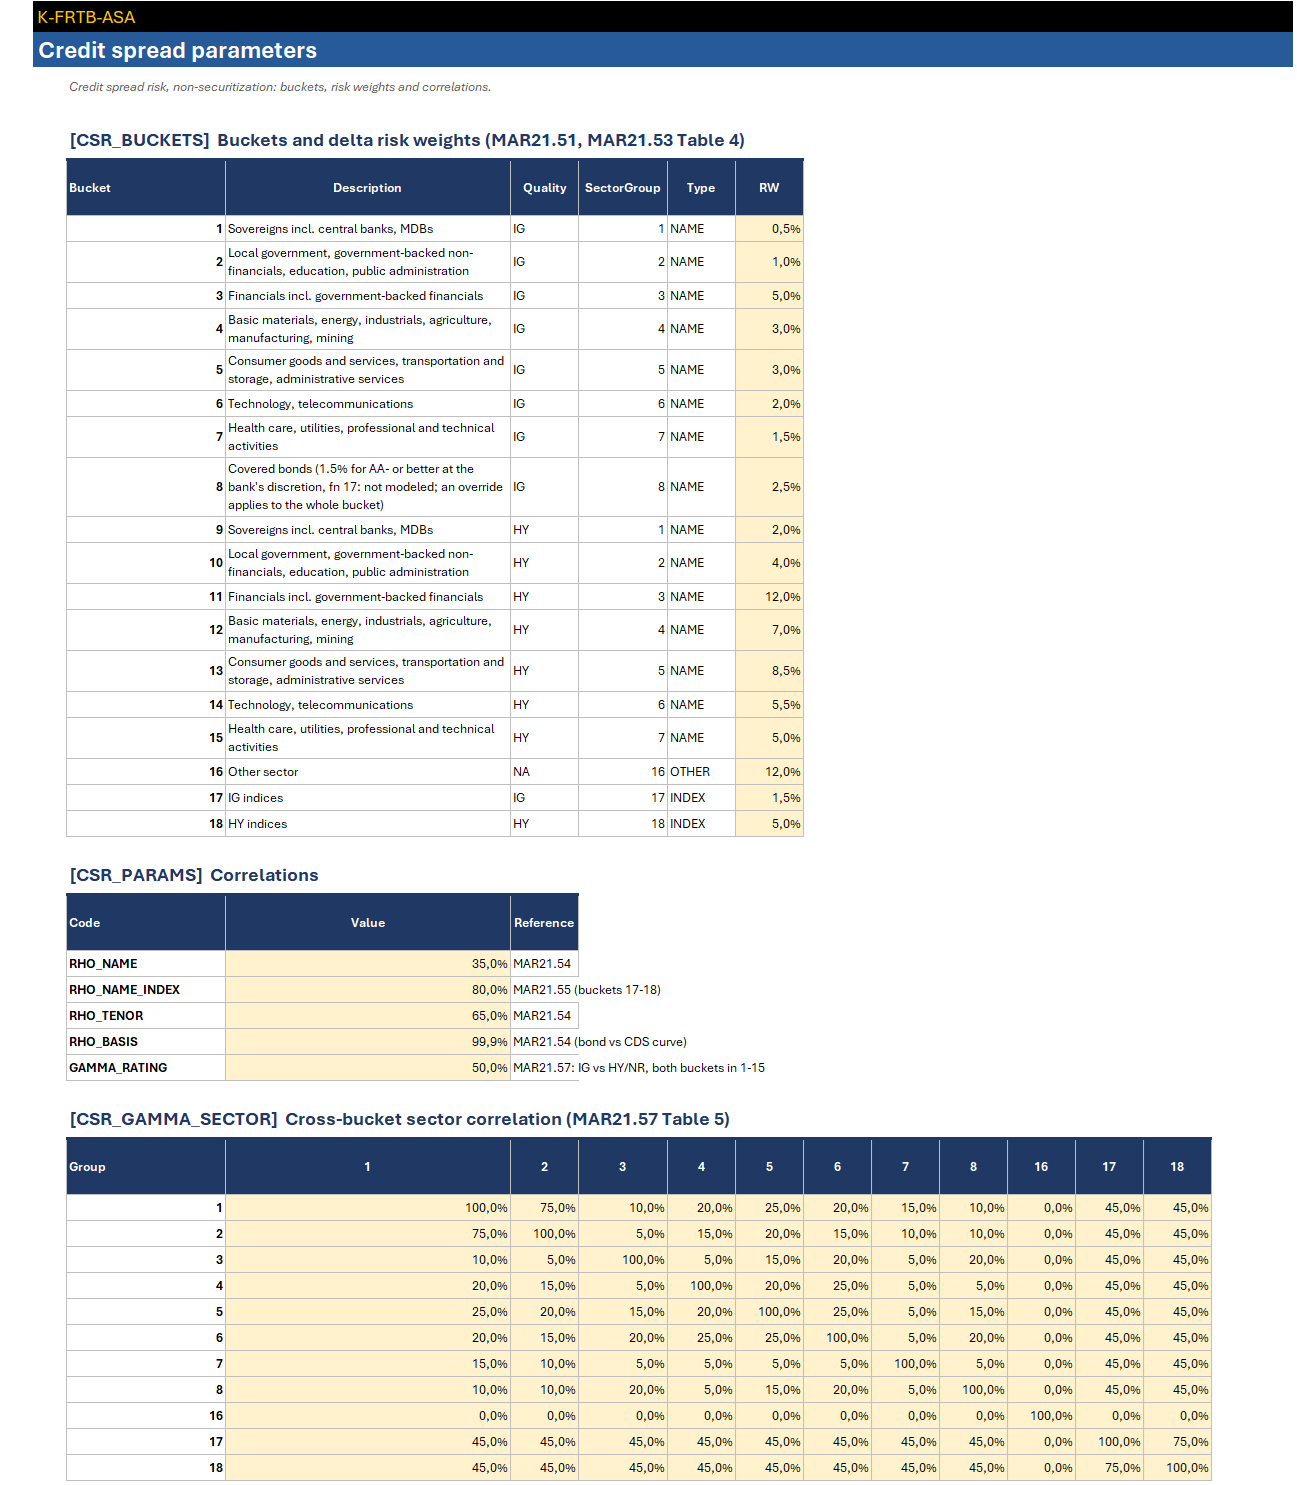 K-FRTB-ASA
Credit spread parameters
Credit spread risk, non-securitization: buckets, risk weights and correlations.
[CSR_BUCKETS] Buckets and delta risk weights (MAR21.51, MAR21.53 Table 4)
Bucket Description Quality SectorGroup Type RW
1 Sovereigns incl. central banks, MDBs IG 1 NAME 0,5%
2 Local government, government-backed non-
financials, education, public administration IG 2 NAME 1,0%
3 Financials incl. government-backed financials IG 3 NAME 5,0%
4 Basic materials, energy, industrials, agriculture,
manufacturing, mining IG 4 NAME 3,0%
5 Consumer goods and services, transportation and
storage, administrative services IG 5 NAME 3,0%
6 Technology, telecommunications IG 6 NAME 2,0%
7 Health care, utilities, professional and technical
activities IG 7 NAME 1,5%
8 Covered bonds (1.5% for AA- or better at the
bank's discretion, fn 17: not modeled; an override
applies to the whole bucket) IG 8 NAME 2,5%
9 Sovereigns incl. central banks, MDBs HY 1 NAME 2,0%
10 Local government, government-backed non-
financials, education, public administration HY 2 NAME 4,0%
11 Financials incl. government-backed financials HY 3 NAME 12,0%
12 Basic materials, energy, industrials, agriculture,
manufacturing, mining HY 4 NAME 7,0%
13 Consumer goods and services, transportation and
storage, administrative services HY 5 NAME 8,5%
14 Technology, telecommunications HY 6 NAME 5,5%
15 Health care, utilities, professional and technical
activities HY 7 NAME 5,0%
16 Other sector NA 16 OTHER 12,0%
17 IG indices IG 17 INDEX 1,5%
18 HY indices HY 18 INDEX 5,0%
[CSR_PARAMS] Correlations
Code Value Reference
RHO_NAME 35,0% MAR21.54
RHO_NAME_INDEX 80,0% MAR21.55 (buckets 17-18)
RHO_TENOR 65,0% MAR21.54
RHO_BASIS 99,9% MAR21.54 (bond vs CDS curve)
GAMMA_RATING 50,0% MAR21.57: IG vs HY/NR, both buckets in 1-15
[CSR_GAMMA_SECTOR] Cross-bucket sector correlation (MAR21.57 Table 5)
Group 1 2 3 4 5 6 7 8 16 17 18
1 100,0% 75,0% 10,0% 20,0% 25,0% 20,0% 15,0% 10,0% 0,0% 45,0% 45,0%
2 75,0% 100,0% 5,0% 15,0% 20,0% 15,0% 10,0% 10,0% 0,0% 45,0% 45,0%
3 10,0% 5,0% 100,0% 5,0% 15,0% 20,0% 5,0% 20,0% 0,0% 45,0% 45,0%
4 20,0% 15,0% 5,0% 100,0% 20,0% 25,0% 5,0% 5,0% 0,0% 45,0% 45,0%
5 25,0% 20,0% 15,0% 20,0% 100,0% 25,0% 5,0% 15,0% 0,0% 45,0% 45,0%
6 20,0% 15,0% 20,0% 25,0% 25,0% 100,0% 5,0% 20,0% 0,0% 45,0% 45,0%
7 15,0% 10,0% 5,0% 5,0% 5,0% 5,0% 100,0% 5,0% 0,0% 45,0% 45,0%
8 10,0% 10,0% 20,0% 5,0% 15,0% 20,0% 5,0% 100,0% 0,0% 45,0% 45,0%
16 0,0% 0,0% 0,0% 0,0% 0,0% 0,0% 0,0% 0,0% 100,0% 0,0% 0,0%
17 45,0% 45,0% 45,0% 45,0% 45,0% 45,0% 45,0% 45,0% 0,0% 100,0% 75,0%
18 45,0% 45,0% 45,0% 45,0% 45,0% 45,0% 45,0% 45,0% 0,0% 75,0% 100,0%